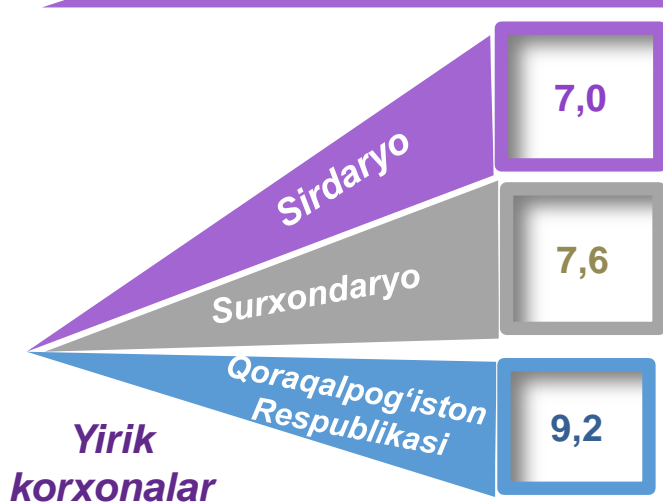 Sirdaryo
7,0
Surxondaryo
7,6
Qoraqalpog‘iston
Respublikasi
9,2
Yirik
korxonalar